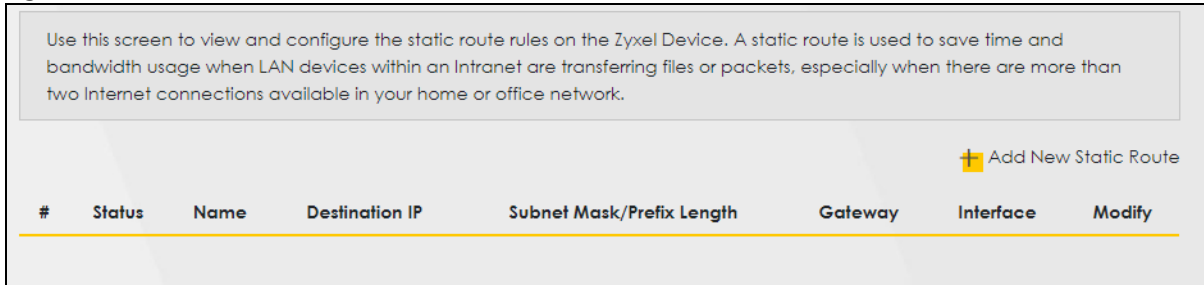 Use this screen to view and configure the static route rules on the Zyxel Device. A static route is used to save time and
bandwidth usage when LAN devices within an Intranet are transferring files or packets, especially when there are more than
two Internet connections available in your home or office network.
Add New Static Route
# Status Name Destination IP Subnet Mask/Prefix Length Gateway Interface Modify